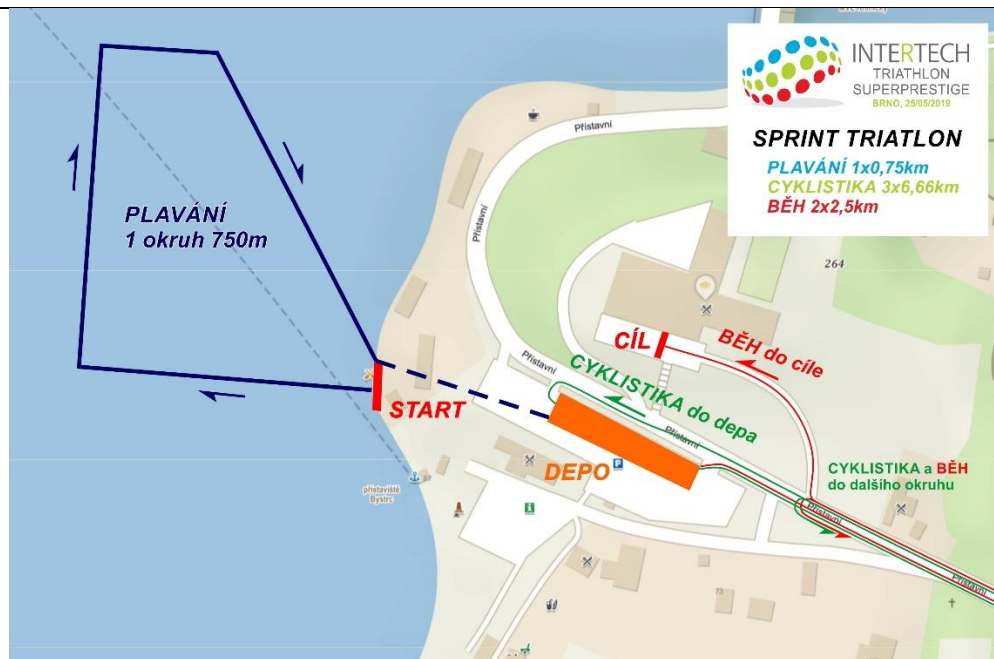 INTERTECH
TRIATHLON
SUPERPRESTIGE
BRNO, 25/05/2019
SPRINT TRIATLON
PLAVÁNÍ 1x0,75km
CYKLISTIKA 3x6,66km
BĚH 2x2,5km
PLAVÁNÍ
1 okruh 750m
Přístavní
Přístavní
264
CÍL
BĚH do cíle
Přístavní
CYKLISTIKA do depa
START
Přístavní
DEPO
P
CYKLISTIKA a BĚH
do dalšího okruhu
přístaviště
Bystrc
87
Přístavní
Přístavní
73